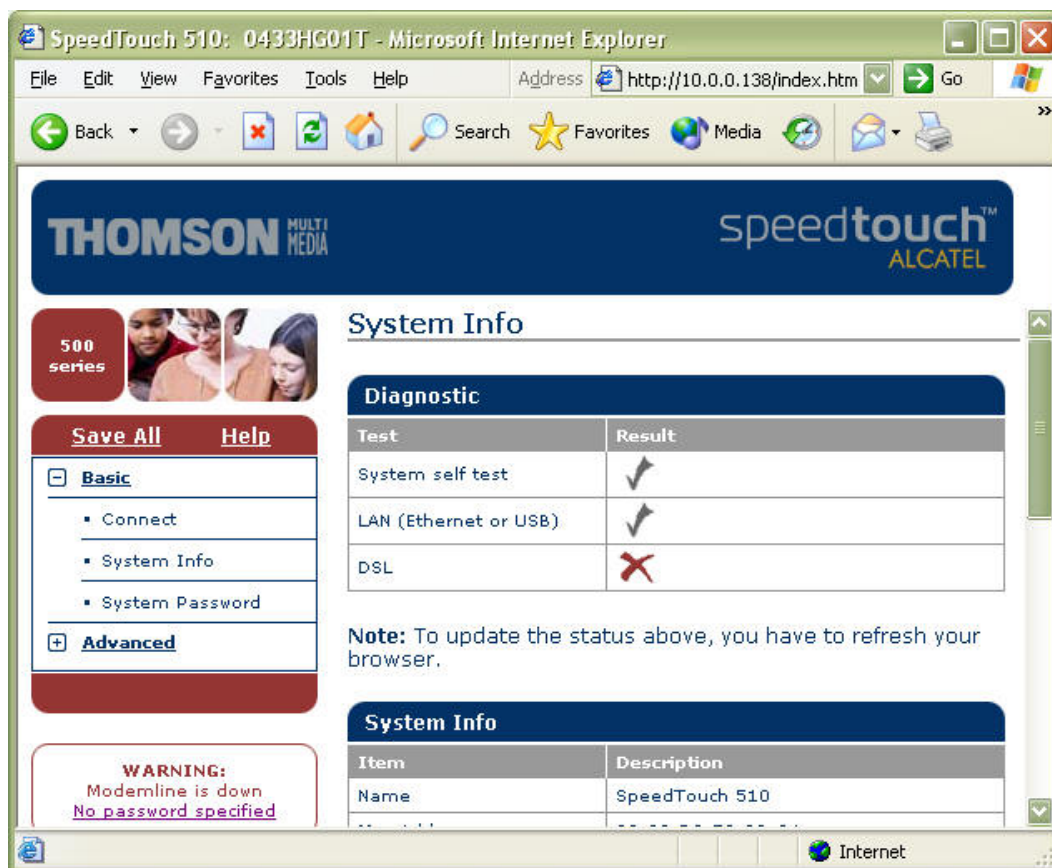 SpeedTouch 510: 0433HG01T - Microsoft Internet Explorer
File Edit View Favorites Tools Help Address http://10.0.0.138/index.htm Go
Back Search Favorites Media »
THOMSON MULTI MEDIA
speedtouch™
ALCATEL
500 series
Save All Help
Basic
Connect
System Info
System Password
Advanced
WARNING:
Modemline is down
No password specified
System Info
Diagnostic
Test Result
System self test
LAN (Ethernet or USB)
DSL
Note: To update the status above, you have to refresh your
browser.
System Info
Item Description
Name SpeedTouch 510
Internet